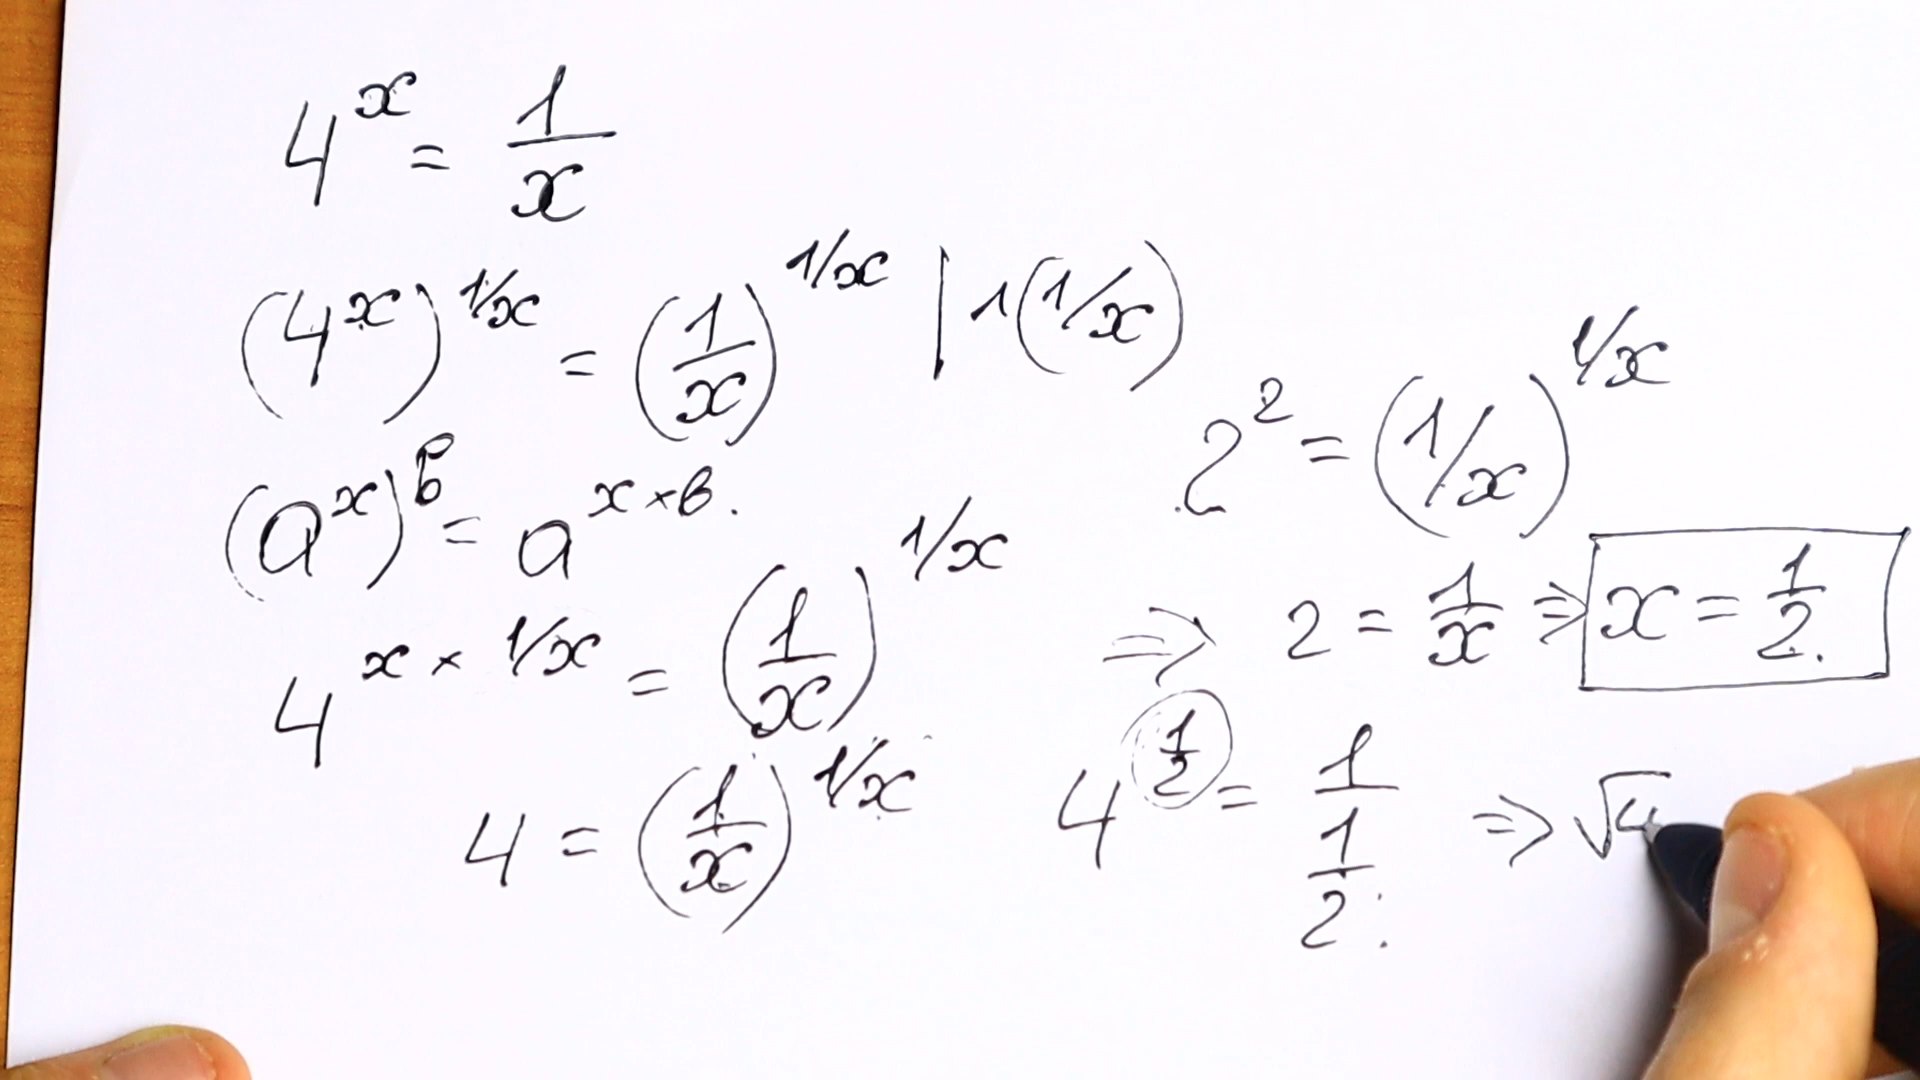 4^x = 1/x
(4^x)^(1/x) = (1/x)^(1/x) | ^(1/x)
(a^x)^b = a^(x×b).
4^(x × 1/x) = (1/x)^(1/x)
4 = (1/x)^(1/x)
2^2 = (1/x)^(1/x)
⇒ 2 = 1/x ⇒ x = 1/2.
4^(1/2) = 1/(1/2) ⇒ √4